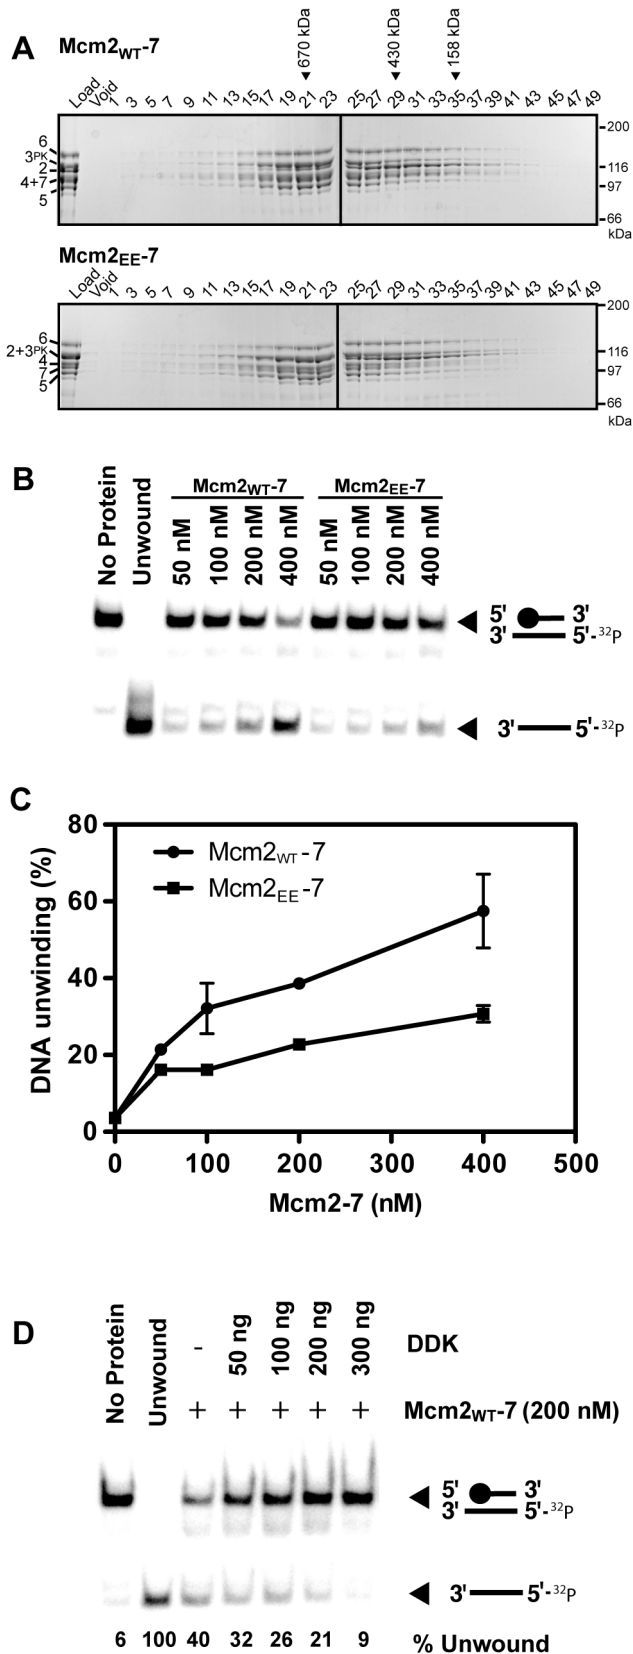 A
Mcm2WT-7
670 kDa
430 kDa
158 kDa
Load Void 1 3 5 7 9 11 13 15 17 19 21 23 25 27 29 31 33 35 37 39 41 43 45 47 49
6
3PK
2
4+7
5
200
116
97
66
kDa
Mcm2EE-7
Load Void 1 3 5 7 9 11 13 15 17 19 21 23 25 27 29 31 33 35 37 39 41 43 45 47 49
6
2+3PK
4
7
5
200
116
97
66
kDa
B
No Protein
Unwound
Mcm2WT-7
50 nM
100 nM
200 nM
400 nM
Mcm2EE-7
50 nM
100 nM
200 nM
400 nM
5' 3'
3' 5'-32P
3' 5'-32P
C
DNA unwinding (%)
80
60
40
20
0
Mcm2WT-7
Mcm2EE-7
0 100 200 300 400 500
Mcm2-7 (nM)
D
No Protein
Unwound
- 50 ng 100 ng 200 ng 300 ng DDK
+ + + + + Mcm2WT-7 (200 nM)
5' 3'
3' 5'-32P
3' 5'-32P
6 100 40 32 26 21 9 % Unwound